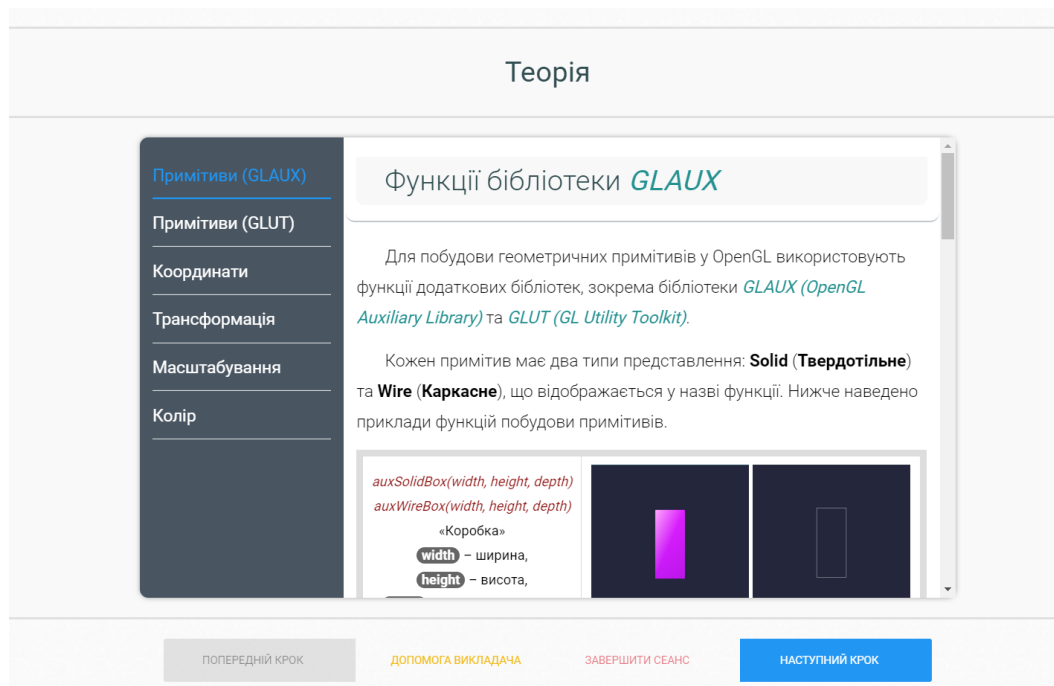 Теорія
Примітиви (GLAUX)
Примітиви (GLUT)
Координати
Трансформація
Масштабування
Колір
Функції бібліотеки GLAUX
Для побудови геометричних примітивів у OpenGL використовують
функції додаткових бібліотек, зокрема бібліотеки GLAUX (OpenGL
Auxiliary Library) та GLUT (GL Utility Toolkit).
Кожен примітив має два типи представлення: Solid (Твердотільне)
та Wire (Каркасне), що відображається у назві функції. Нижче наведено
приклади функцій побудови примітивів.
auxSolidBox(width, height, depth)
auxWireBox(width, height, depth)
«Коробка»
width – ширина,
height – висота,
ПОПЕРЕДНІЙ КРОК
ДОПОМОГА ВИКЛАДАЧА
ЗАВЕРШИТИ СЕАНС
НАСТУПНИЙ КРОК